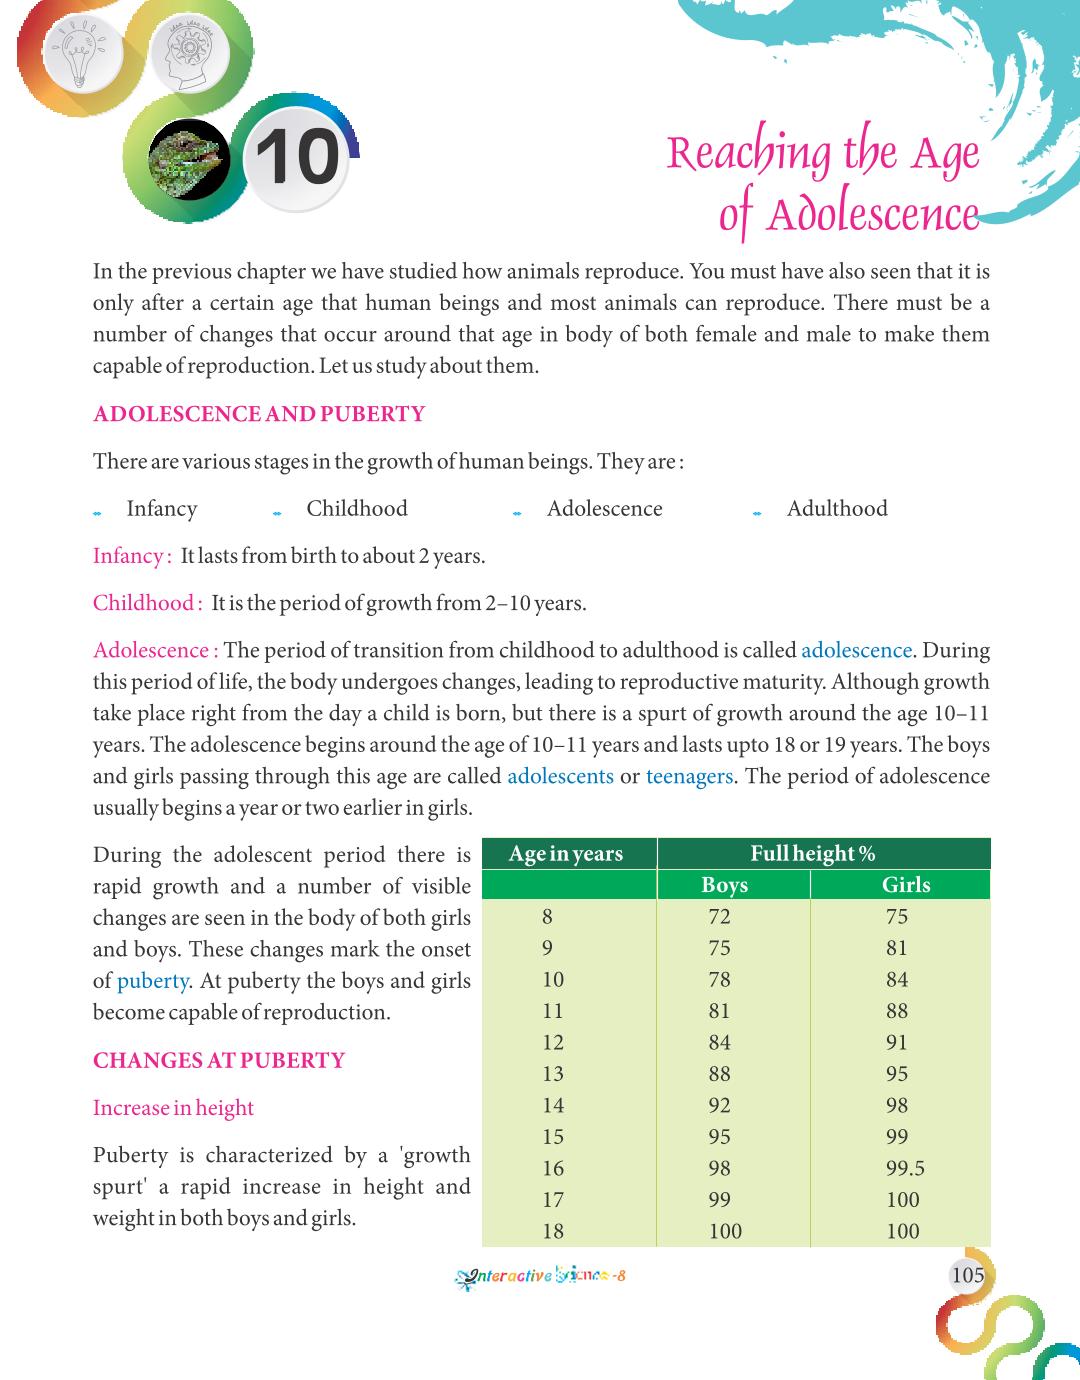 idea idea idea
10
Reaching the Age
of Adolescence
In the previous chapter we have studied how animals reproduce. You must have also seen that it is
only after a certain age that human beings and most animals can reproduce. There must be a
number of changes that occur around that age in body of both female and male to make them
capable of reproduction. Let us study about them.
ADOLESCENCE AND PUBERTY
There are various stages in the growth of human beings. They are :
Infancy Childhood Adolescence Adulthood
Infancy : It lasts from birth to about 2 years.
Childhood : It is the period of growth from 2–10 years.
Adolescence : The period of transition from childhood to adulthood is called adolescence. During
this period of life, the body undergoes changes, leading to reproductive maturity. Although growth
take place right from the day a child is born, but there is a spurt of growth around the age 10–11
years. The adolescence begins around the age of 10–11 years and lasts upto 18 or 19 years. The boys
and girls passing through this age are called adolescents or teenagers. The period of adolescence
usually begins a year or two earlier in girls.
During the adolescent period there is
rapid growth and a number of visible
changes are seen in the body of both girls
and boys. These changes mark the onset
of puberty. At puberty the boys and girls
become capable of reproduction.
CHANGES AT PUBERTY
Increase in height
Puberty is characterized by a 'growth
spurt' a rapid increase in height and
weight in both boys and girls.
Age in years Full height %
Boys Girls
8 72 75
9 75 81
10 78 84
11 81 88
12 84 91
13 88 95
14 92 98
15 95 99
16 98 99.5
17 99 100
18 100 100
Interactive Science-8
105